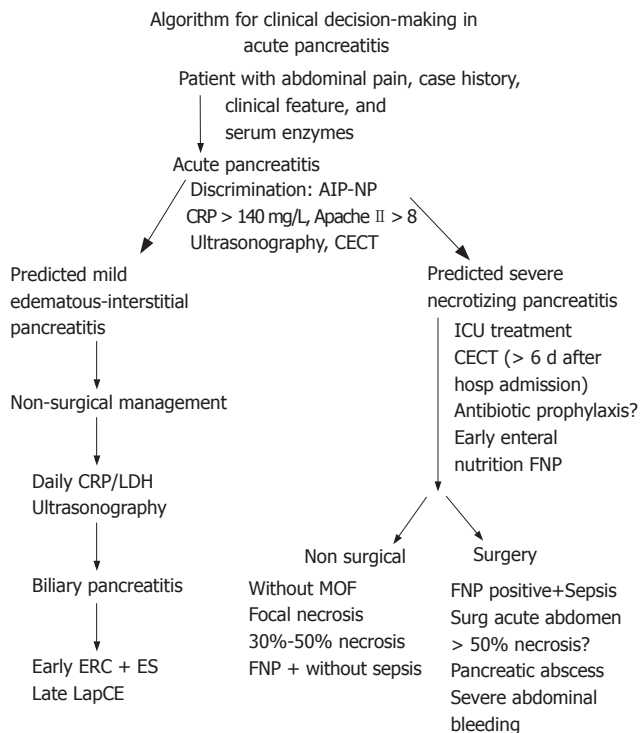 Algorithm for clinical decision-making in
acute pancreatitis
Patient with abdominal pain, case history,
clinical feature, and
serum enzymes
Acute pancreatitis
Discrimination: AIP-NP
CRP > 140 mg/L, Apache II > 8
Ultrasonography, CECT
Predicted mild
edematous-interstitial
pancreatitis
Non-surgical management
Daily CRP/LDH
Ultrasonography
Biliary pancreatitis
Early ERC + ES
Late LapCE
Predicted severe
necrotizing pancreatitis
ICU treatment
CECT (> 6 d after
hosp admission)
Antibiotic prophylaxis?
Early enteral
nutrition FNP
Non surgical
Without MOF
Focal necrosis
30%-50% necrosis
FNP + without sepsis
Surgery
FNP positive+Sepsis
Surg acute abdomen
> 50% necrosis?
Pancreatic abscess
Severe abdominal
bleeding